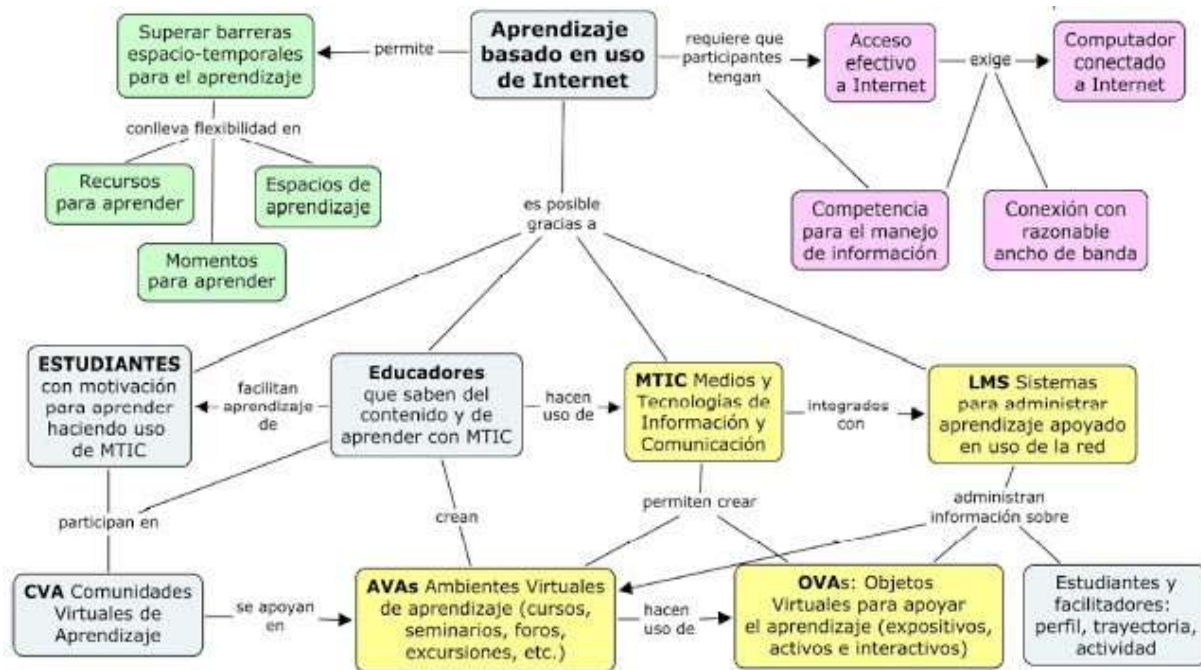 Superar barreras
espacio-temporales
para el aprendizaje
permite
Aprendizaje
basado en uso
de Internet
requiere que
participantes
tengan
Acceso
efectivo
a Internet
exige
Computador
conectado
a Internet
conlleva flexibilidad en
Recursos
para aprender
Espacios de
aprendizaje
Momentos
para aprender
es posible
gracias a
Competencia
para el manejo
de información
Conexión con
razonable
ancho de banda
ESTUDIANTES
con motivación
para aprender
haciendo uso
de MTIC
facilitan
aprendizaje
de
Educadores
que saben del
contenido y de
aprender con MTIC
hacen
uso de
MTIC Medios y
Tecnologías de
Información y
Comunicación
integrados
con
LMS Sistemas
para administrar
aprendizaje apoyado
en uso de la red
participan en
crean
permiten crear
administran
información sobre
CVA Comunidades
Virtuales de
Aprendizaje
se apoyan
en
AVAs Ambientes Virtuales
de aprendizaje (cursos,
seminarios, foros,
excursiones, etc.)
hacen
uso de
OVAs: Objetos
Virtuales para apoyar
el aprendizaje (expositivos,
activos e interactivos)
Estudiantes y
facilitadores:
perfil, trayectoria,
actividad